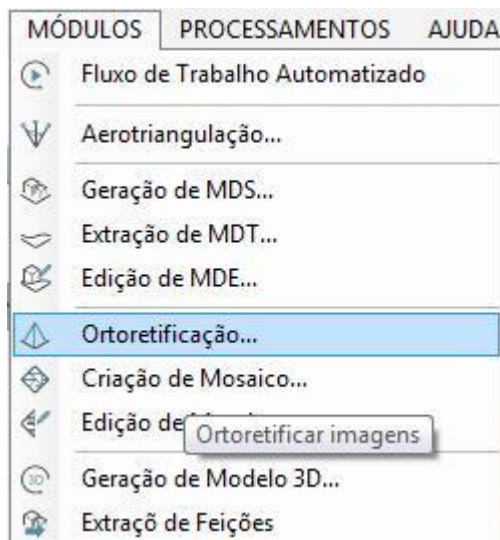 MÓDULOS PROCESSAMENTOS AJUDA
Fluxo de Trabalho Automatizado
Aerotriangulação...
Geração de MDS...
Extração de MDT...
Edição de MDE...
Ortoretificação...
Criação de Mosaico...
Edição de
Ortoretificar imagens
Geração de Modelo 3D...
Extraçõ de Feições